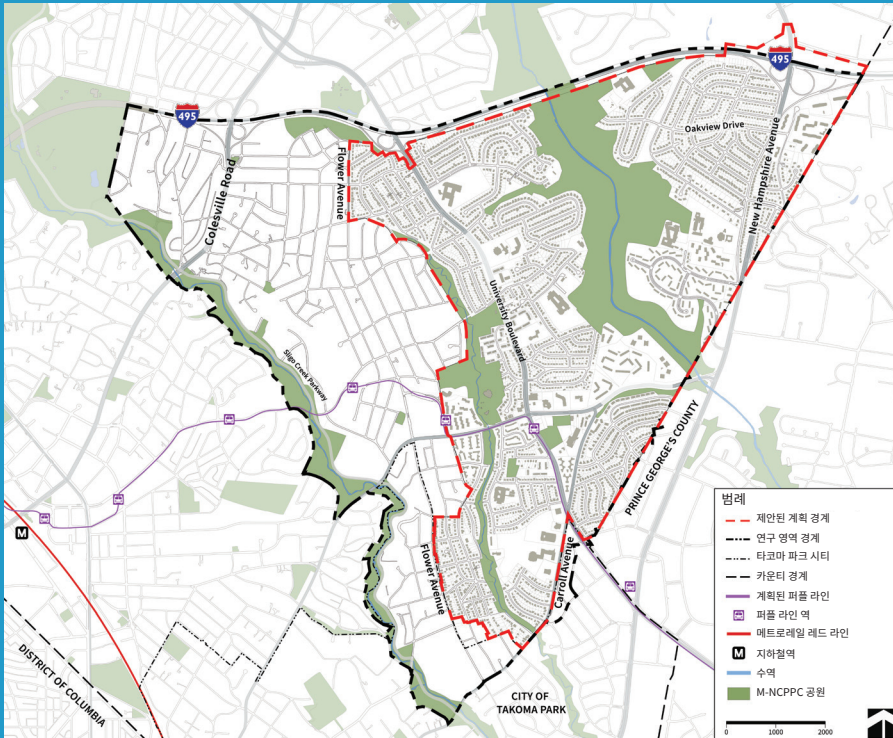 495
495
Oakview Drive
Flower Avenue
Colesville Road
New Hampshire Avenue
University Boulevard
Sligo Creek Parkway
PRINCE GEORGE'S COUNTY
Flower Avenue
Carroll Avenue
M
DISTRICT OF COLUMBIA
CITY OF
TAKOMA PARK
범례
제안된 계획 경계
연구 영역 경계
타코마 파크 시티
카운티 경계
계획된 퍼플 라인
퍼플 라인 역
메트로레일 레드 라인
M 지하철역
수역
M-NCPPC 공원
0 1000 2000